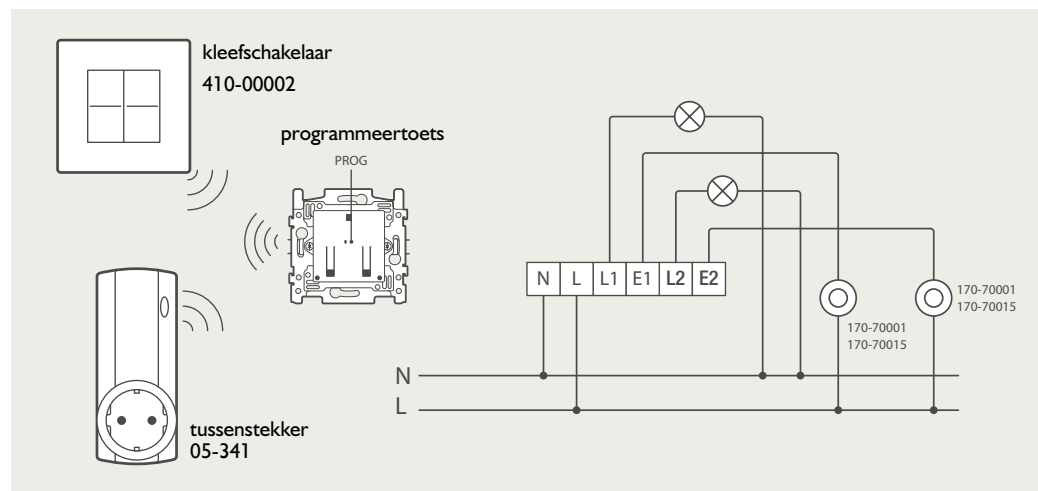 kleefschakelaar
410-00002
programmeertoets
PROG
N L L1 E1 L2 E2
170-70001
170-70015
170-70001
170-70015
N
L
tussenstekker
05-341